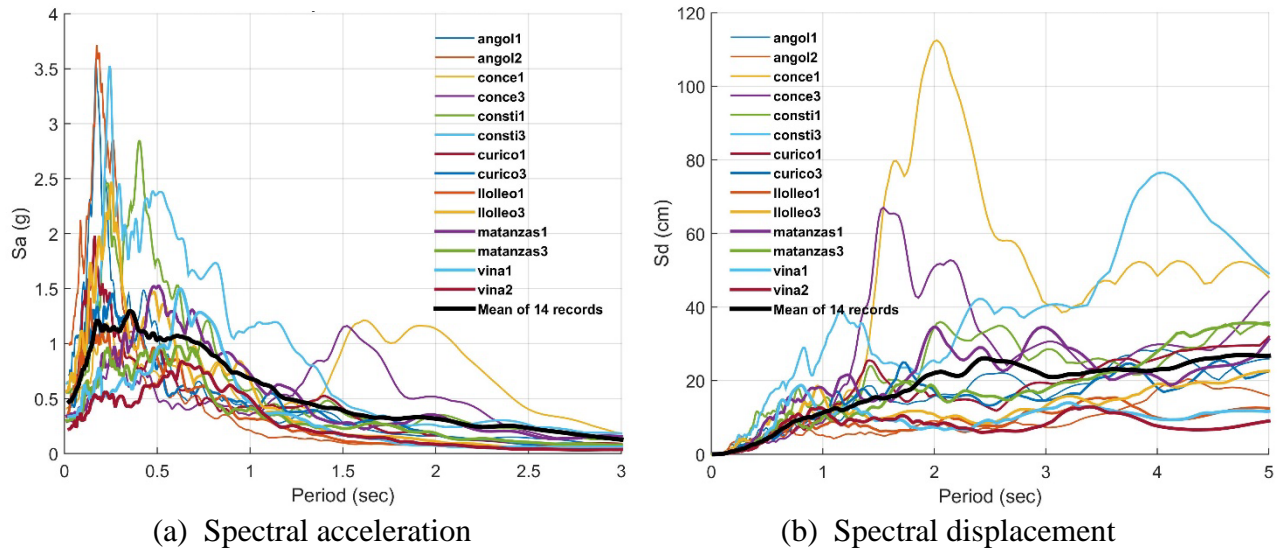 4
3.5
3
2.5
2
1.5
1
0.5
0
Sa (g)
angol1
angol2
conce1
conce3
consti1
consti3
curico1
curico3
llolleo1
llolleo3
matanzas1
matanzas3
vina1
vina2
Mean of 14 records
0 0.5 1 1.5 2 2.5 3
Period (sec)
(a) Spectral acceleration
120
100
80
60
40
20
0
Sd (cm)
angol1
angol2
conce1
conce3
consti1
consti3
curico1
curico3
llolleo1
llolleo3
matanzas1
matanzas3
vina1
vina2
Mean of 14 records
0 1 2 3 4 5
Period (sec)
(b) Spectral displacement